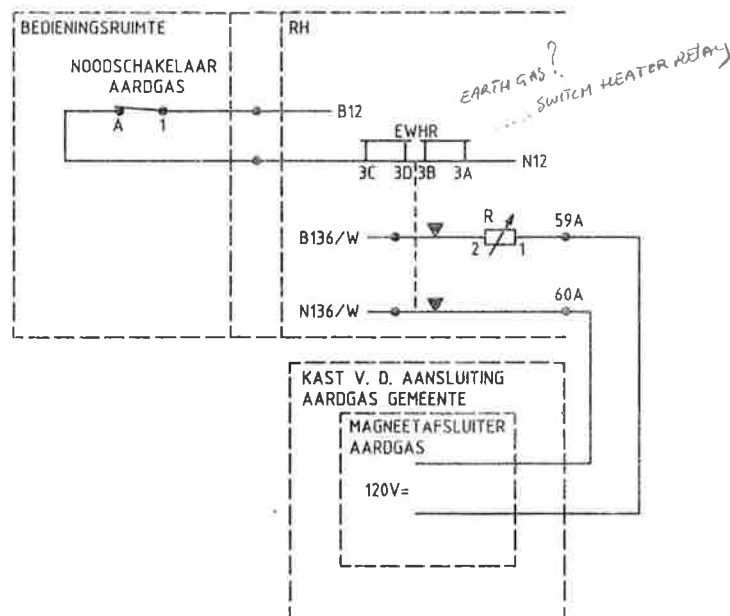 BEDIENINGSRUIMTE
RH
NOODSCHAKELAAR
AARDGAS
EARTH GAS?
..... SWITCH HEATER RELAY
A 1
B12
EWHR
N12
3C 3D 3B 3A
R
59A
B136/W
2 1
60A
N136/W
KAST V. D. AANSLUITING
AARDGAS GEMEENTE
MAGNEETAFSLUITER
AARDGAS
120V=